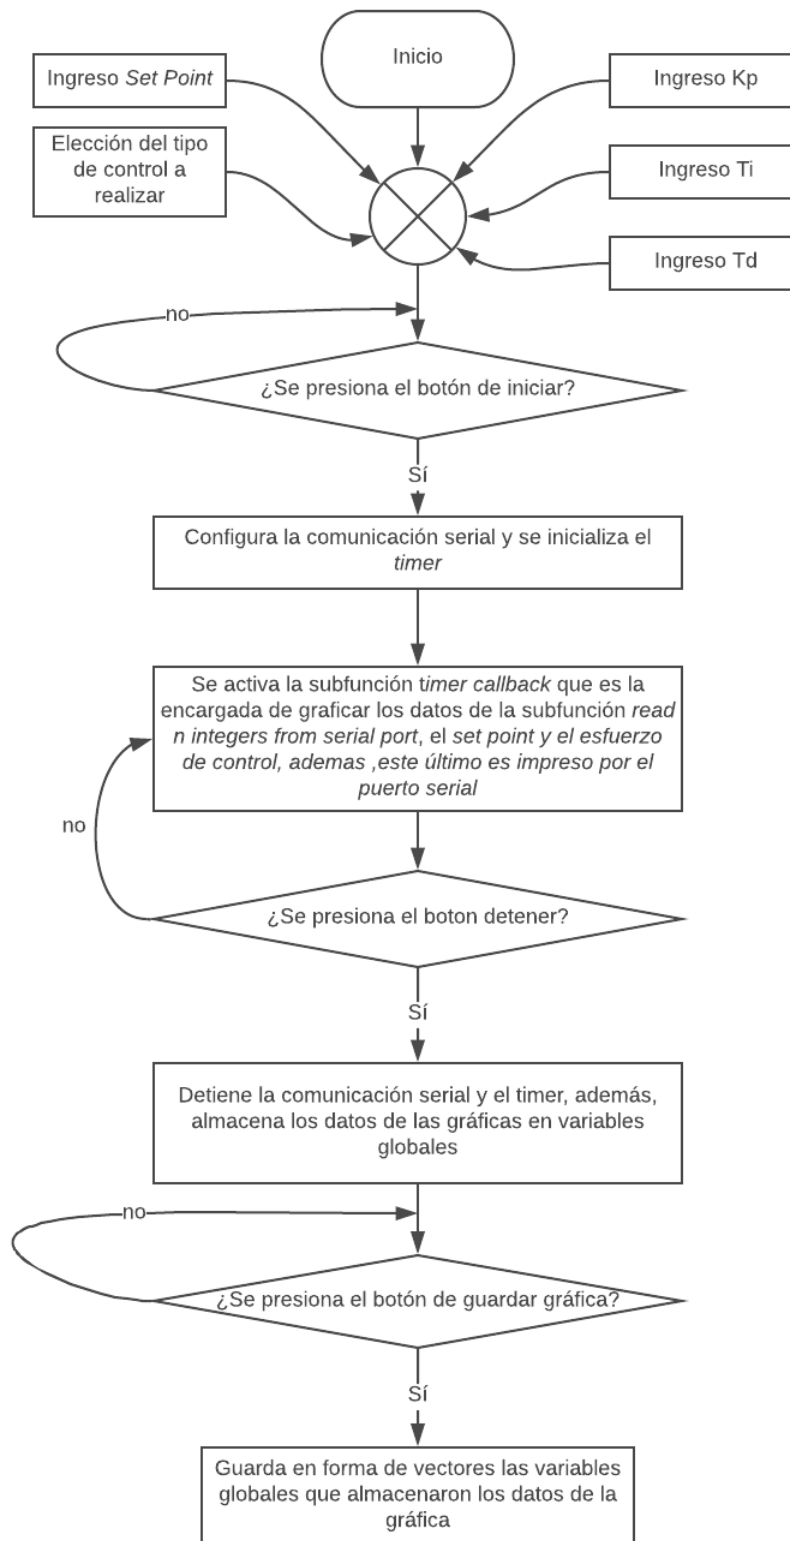 Inicio
Ingreso Set Point
Elección del tipo
de control a
realizar
Ingreso Kp
Ingreso Ti
Ingreso Td
no
¿Se presiona el botón de iniciar?
Sí
Configura la comunicación serial y se inicializa el
timer
Se activa la subfunción timer callback que es la
encargada de graficar los datos de la subfunción read
n integers from serial port, el set point y el esfuerzo
de control, ademas ,este último es impreso por el
puerto serial
no
¿Se presiona el boton detener?
Sí
Detiene la comunicación serial y el timer, además,
almacena los datos de las gráficas en variables
globales
no
¿Se presiona el botón de guardar gráfica?
Sí
Guarda en forma de vectores las variables
globales que almacenaron los datos de la
gráfica